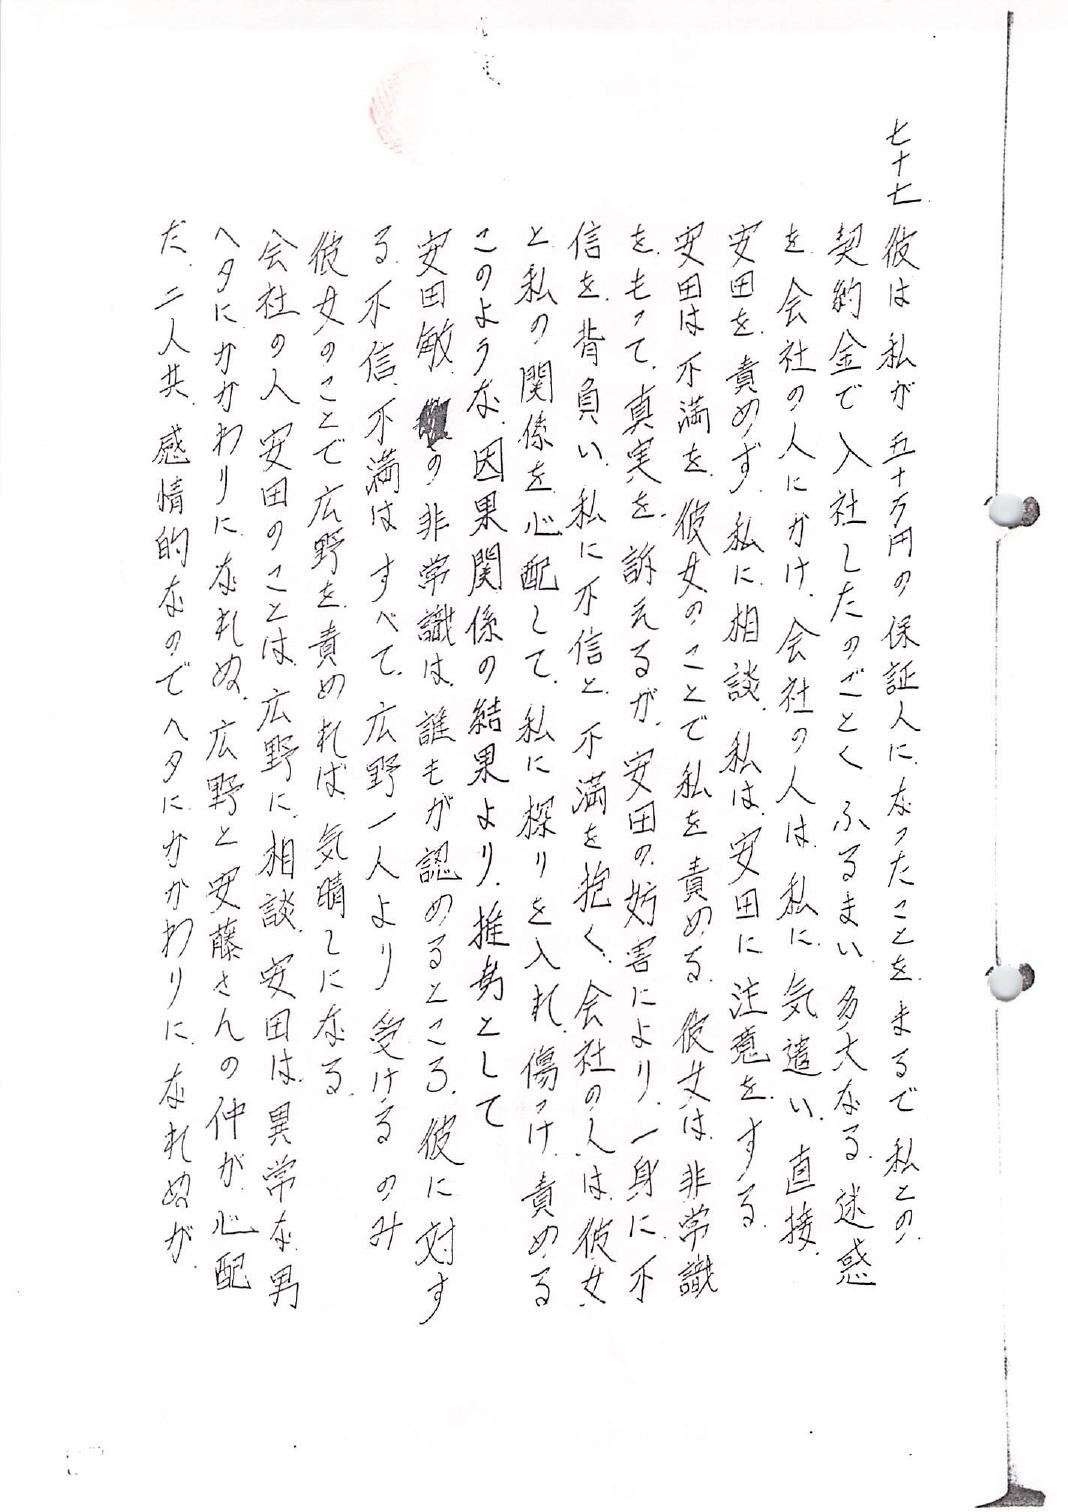 七十七
彼は私が五十万円の保証人になったことをまるで私との
契約金で入社したのごとくふるまい多大なる迷惑
を会社の人にかけ、会社の人は、私に気遣い、直接、
安田を責めず、私に相談、私は、安田に注意をする、
安田は不満を、彼女のことで私を責める、彼女は、非常識
をもって、真実を、訴えるが、安田の妨害により、一身に不
信を、背負い、私に不信と不満を抱く、会社の人は、彼女
と私の関係を、心配して、私に探りを入れ、傷つけ、責める
このような、因果関係の結果より、推
として
安田敏
の非常識は、誰もが認めるところ、彼に対す
る、不信、不満はすべて、広野一人より受けるのみ
彼女のことで広野を、責めれば、気晴しになる、
会社の人安田のことは、広野に、相談、安田は、異常な男
ヘタにかかわりに、なれぬ、広野と安藤さんの仲が、心配
だ、二人共、感情的なのでヘタにかかわりに、なれぬが、